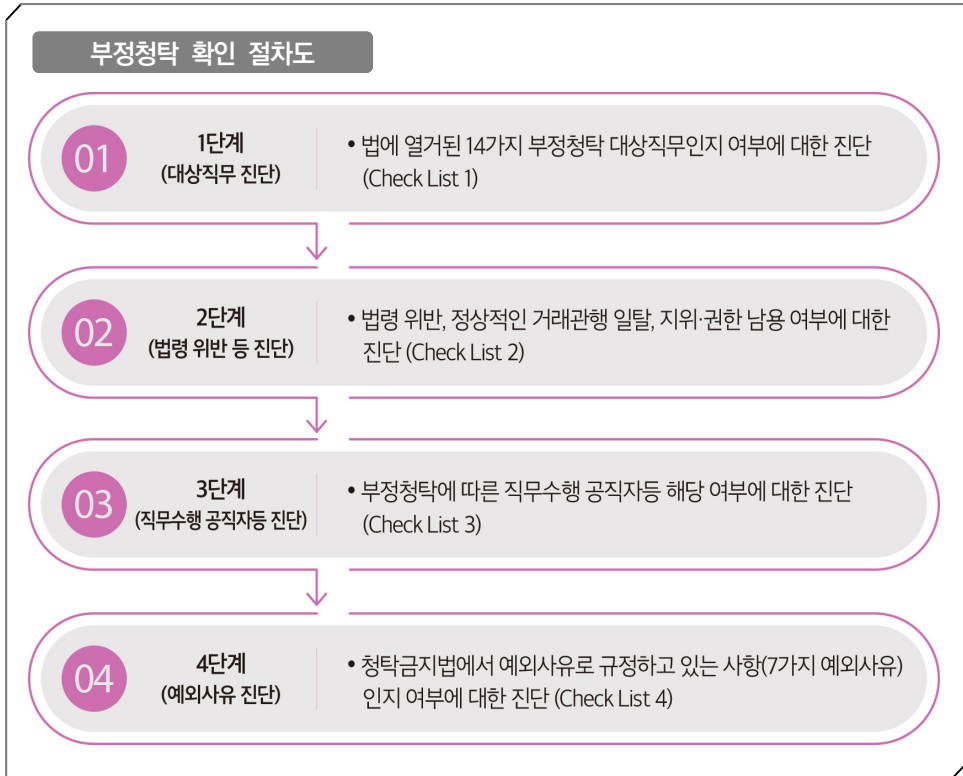 부정청탁 확인 절차도
01
1단계
(대상직무 진단)
• 법에 열거된 14가지 부정청탁 대상직무인지 여부에 대한 진단
(Check List 1)
02
2단계
(법령 위반 등 진단)
• 법령 위반, 정상적인 거래관행 일탈, 지위·권한 남용 여부에 대한
진단 (Check List 2)
03
3단계
(직무수행 공직자등 진단)
• 부정청탁에 따른 직무수행 공직자등 해당 여부에 대한 진단
(Check List 3)
04
4단계
(예외사유 진단)
• 청탁금지법에서 예외사유로 규정하고 있는 사항(7가지 예외사유)
인지 여부에 대한 진단 (Check List 4)